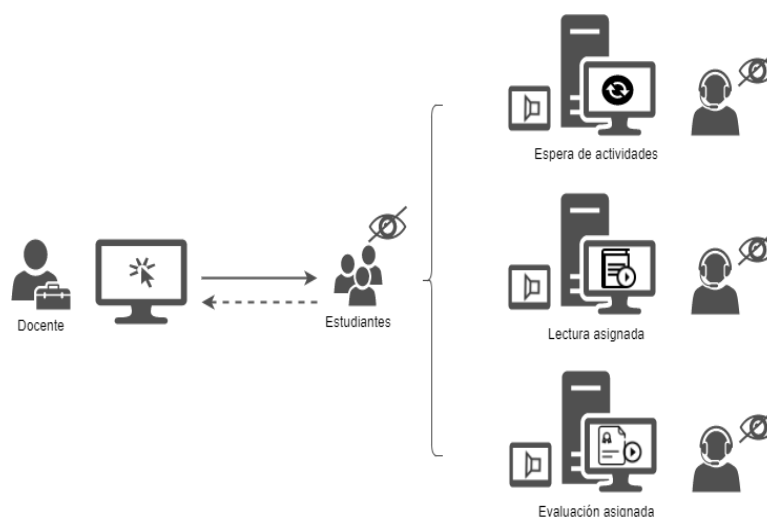 Espera de actividades
Docente
Estudiantes
Lectura asignada
Evaluación asignada